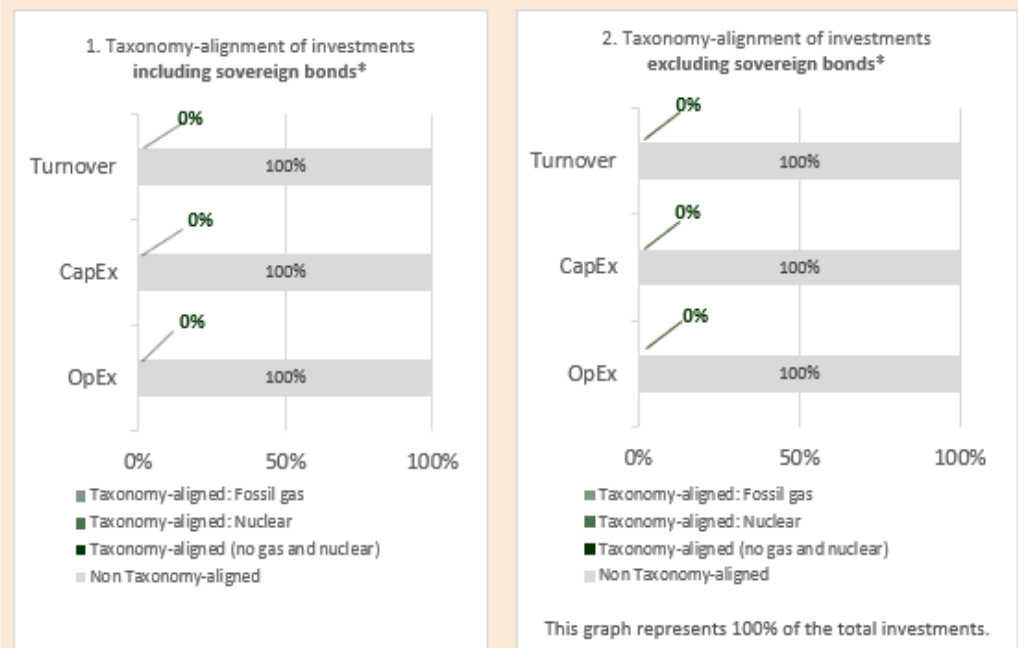 1. Taxonomy-alignment of investments
including sovereign bonds*
0%
Turnover
100%
0%
CapEx
100%
0%
OpEx
100%
0%
50%
100%
Taxonomy-aligned: Fossil gas
Taxonomy-aligned: Nuclear
Taxonomy-aligned (no gas and nuclear)
Non Taxonomy-aligned
2. Taxonomy-alignment of investments
excluding sovereign bonds*
0%
Turnover
100%
0%
CapEx
100%
0%
OpEx
100%
0%
50%
100%
Taxonomy-aligned: Fossil gas
Taxonomy-aligned: Nuclear
Taxonomy-aligned (no gas and nuclear)
Non Taxonomy-aligned
This graph represents 100% of the total investments.